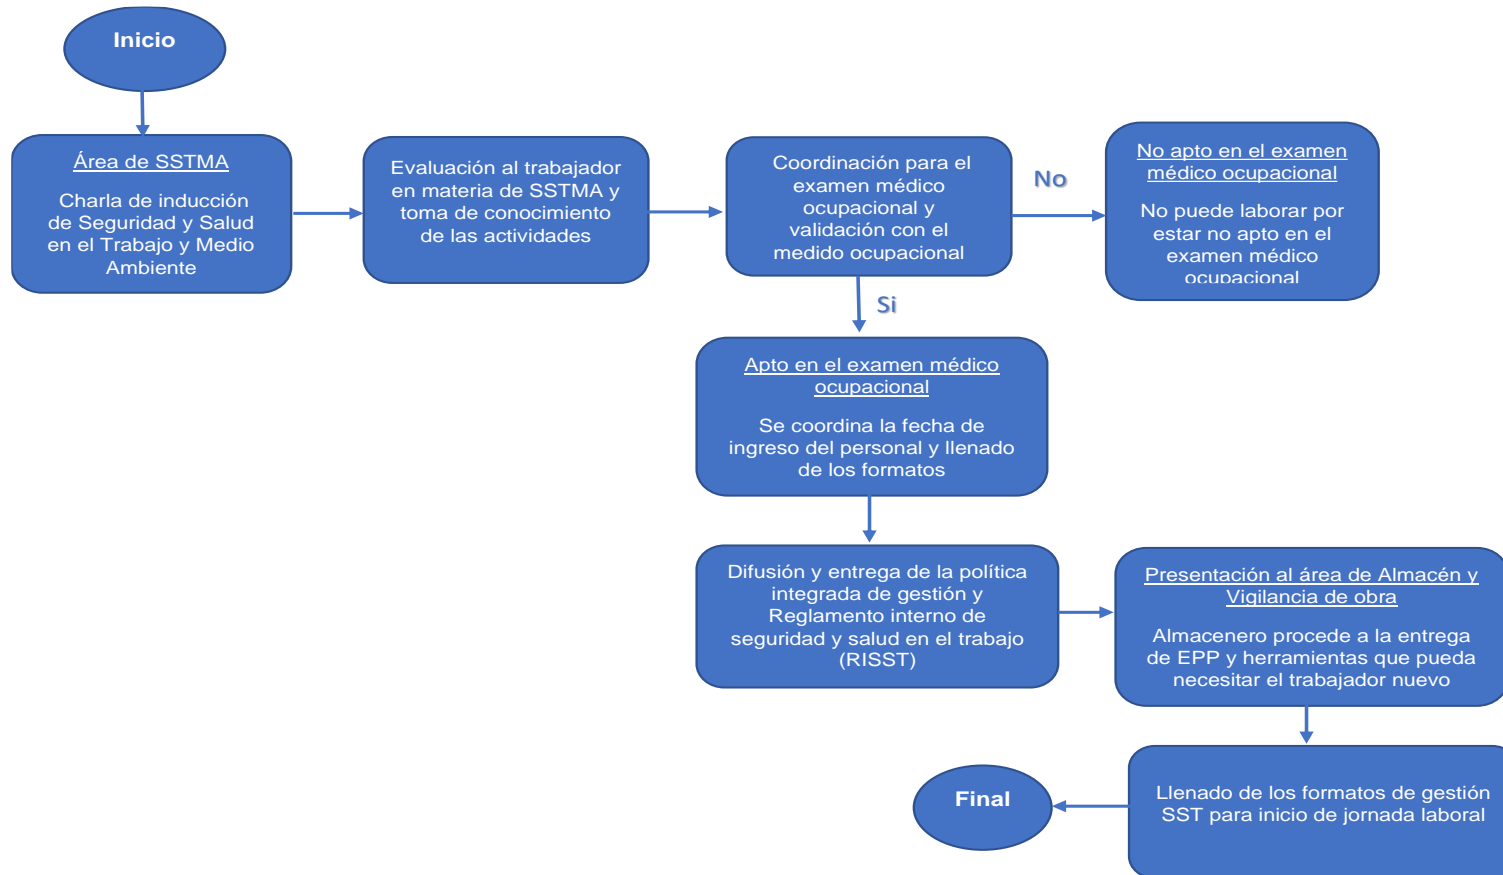 Inicio
Área de SSTMA
Charla de inducción
de Seguridad y Salud
en el Trabajo y Medio
Ambiente
Evaluación al trabajador
en materia de SSTMA y
toma de conocimiento
de las actividades
Coordinación para el
examen médico
ocupacional y
validación con el
medido ocupacional
No
No apto en el examen
médico ocupacional
No puede laborar por
estar no apto en el
examen médico
ocupacional
Si
Apto en el examen médico
ocupacional
Se coordina la fecha de
ingreso del personal y llenado
de los formatos
Difusión y entrega de la política
integrada de gestión y
Reglamento interno de
seguridad y salud en el trabajo
(RISST)
Presentación al área de Almacén y
Vigilancia de obra
Almacenero procede a la entrega
de EPP y herramientas que pueda
necesitar el trabajador nuevo
Llenado de los formatos de gestión
SST para inicio de jornada laboral
Final